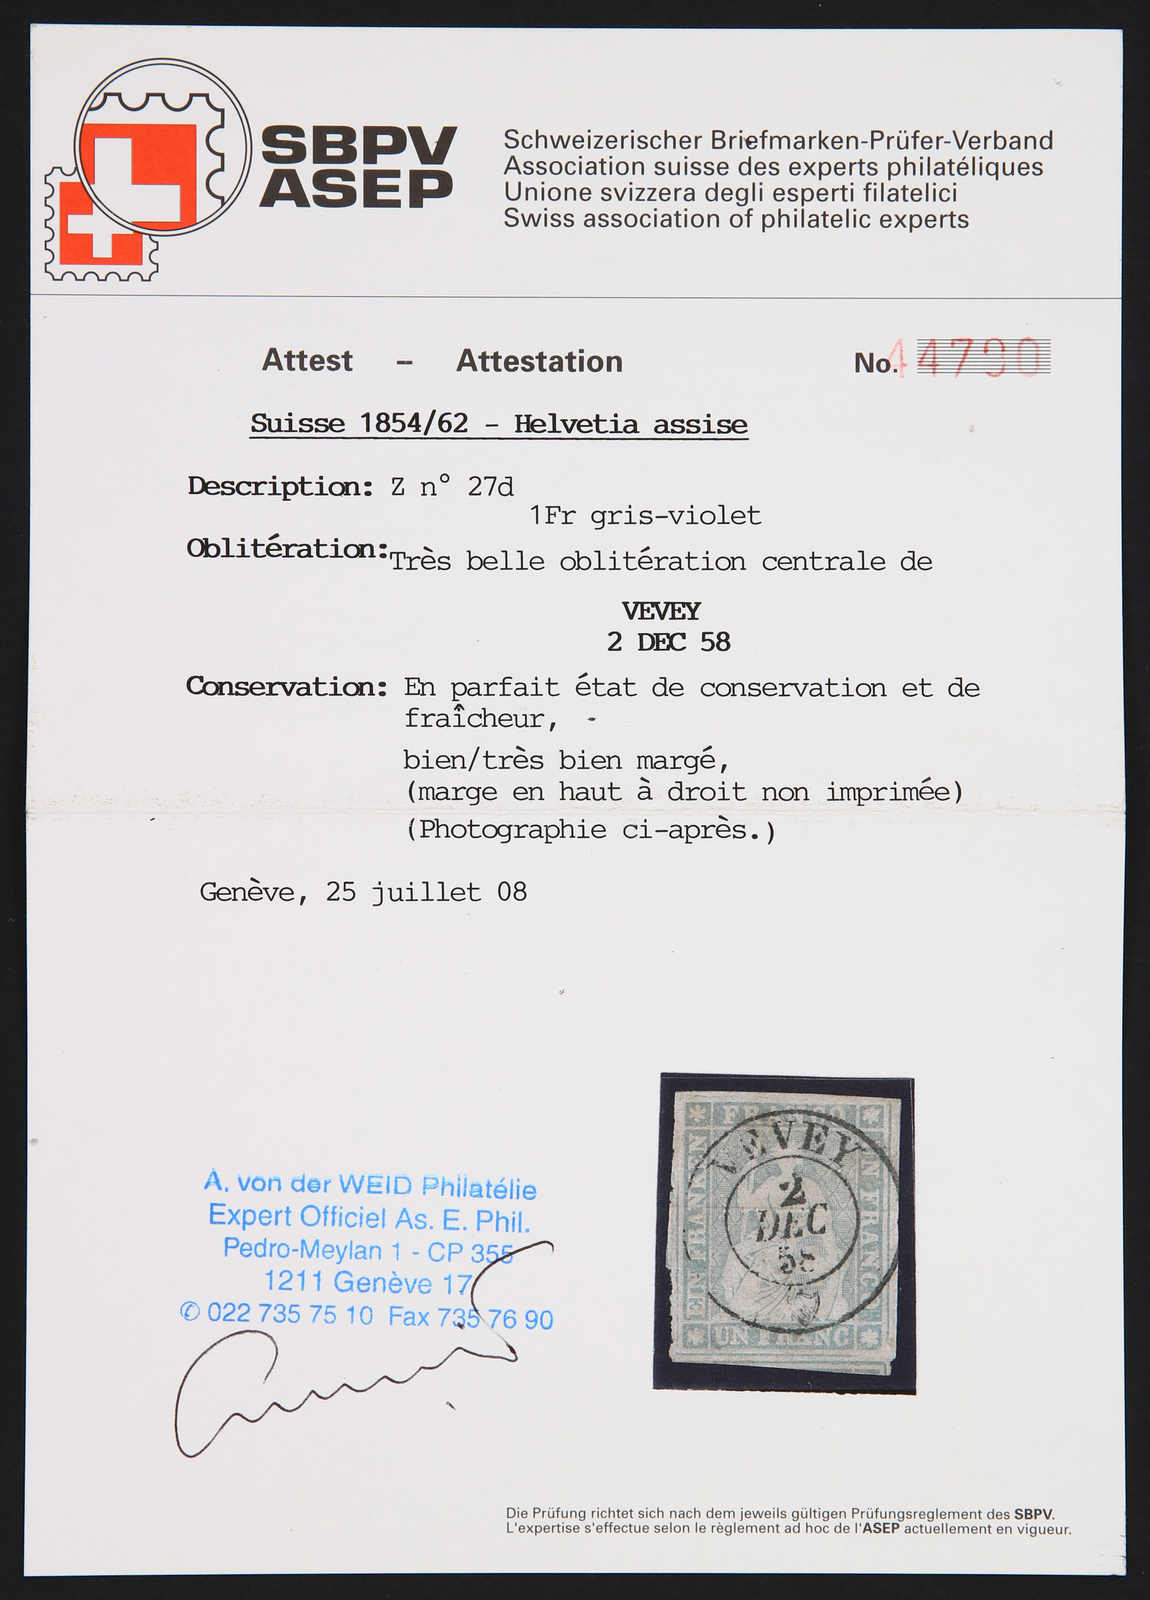 SBPV
ASEP
Schweizerischer Briefmarken-Prüfer-Verband
Association suisse des experts philatéliques
Unione svizzera degli esperti filatelici
Swiss association of philatelic experts
Attest – Attestation
No. 44790
Suisse 1854/62 - Helvetia assise
Description: Z n° 27d
1Fr gris-violet
Oblitération: Très belle oblitération centrale de
VEVEY
2 DEC 58
Conservation: En parfait état de conservation et de
fraîcheur, -
bien/très bien margé,
(marge en haut à droit non imprimée)
(Photographie ci-après.)
Genève, 25 juillet 08
A. von der WEID Philatélie
Expert Officiel As. E. Phil.
Pedro-Meylan 1 - CP 355
1211 Genève 17
✆ 022 735 75 10 Fax 735 76 90
FRANCO
VEVEY
2
DEC
58
EIN FRANKEN
UN FRANC
Die Prüfung richtet sich nach dem jeweils gültigen Prüfungsreglement des SBPV.
L'expertise s'effectue selon le règlement ad hoc de l'ASEP actuellement en vigueur.